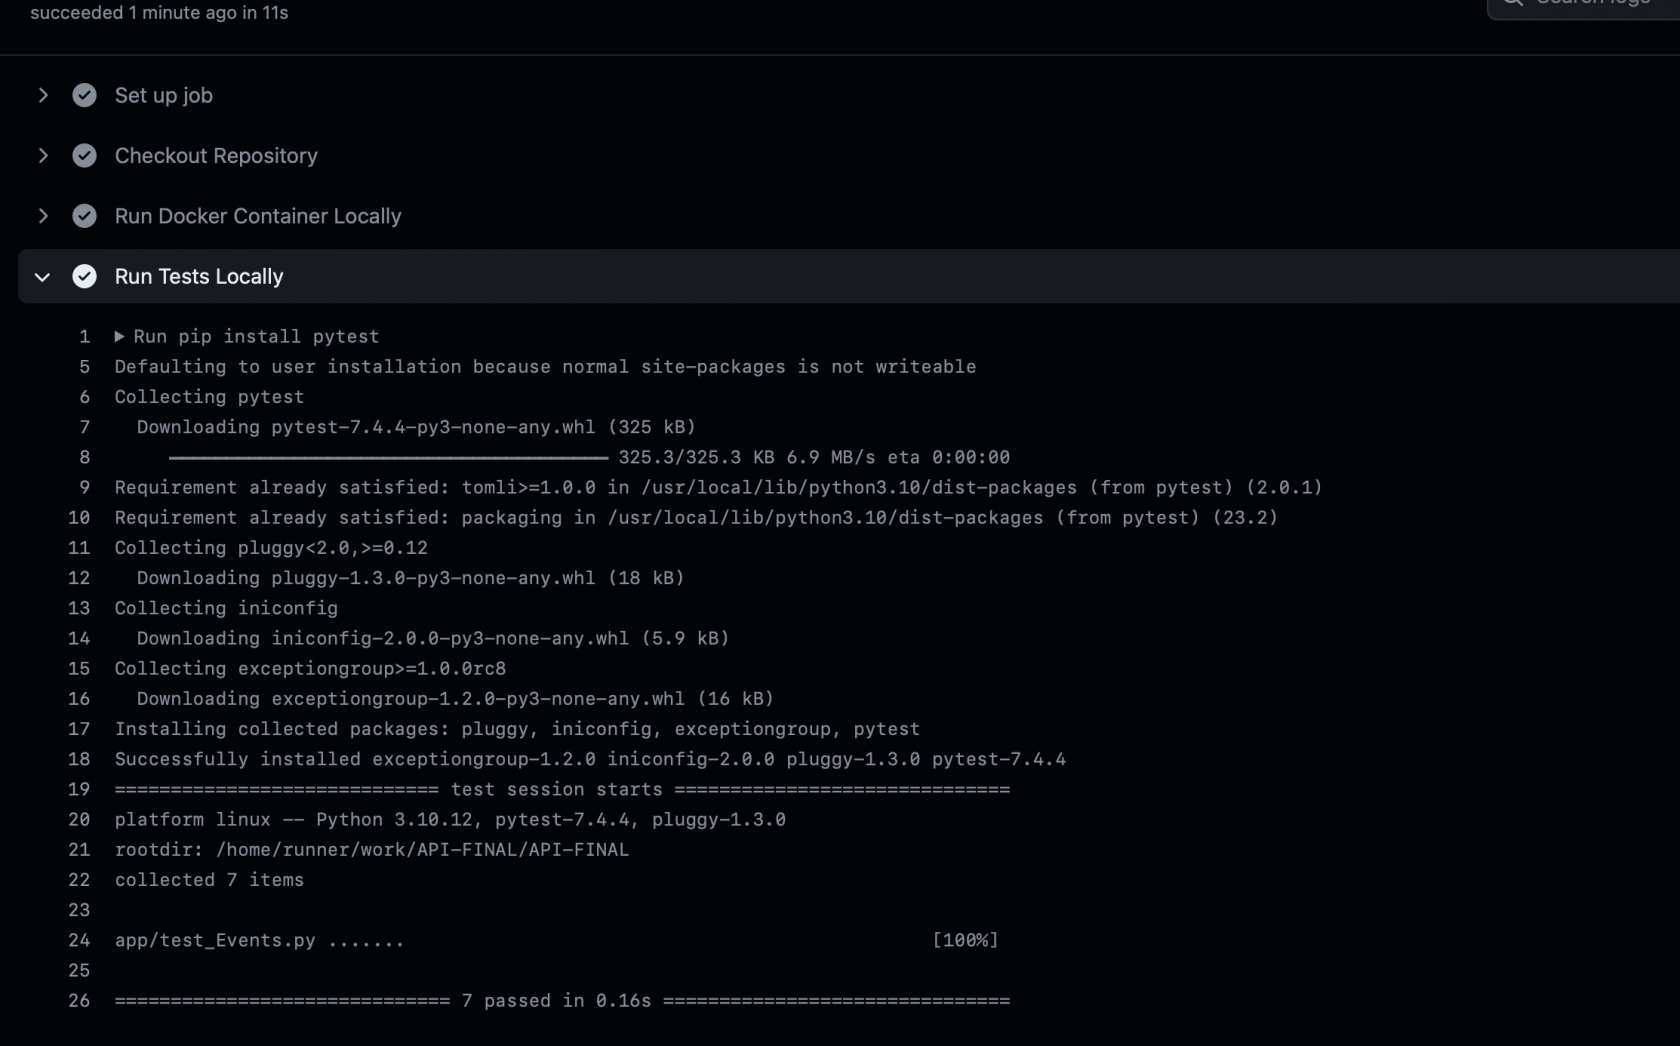 succeeded 1 minute ago in 11s
Search logs
Set up job
Checkout Repository
Run Docker Container Locally
Run Tests Locally
1 Run pip install pytest
5 Defaulting to user installation because normal site-packages is not writeable
6 Collecting pytest
7 Downloading pytest-7.4.4-py3-none-any.whl (325 kB)
8 ━━━━━━━━━━━━━━━━━━━━━━━━━━━━━━━━━━━━━━━ 325.3/325.3 KB 6.9 MB/s eta 0:00:00
9 Requirement already satisfied: tomli>=1.0.0 in /usr/local/lib/python3.10/dist-packages (from pytest) (2.0.1)
10 Requirement already satisfied: packaging in /usr/local/lib/python3.10/dist-packages (from pytest) (23.2)
11 Collecting pluggy<2.0,>=0.12
12 Downloading pluggy-1.3.0-py3-none-any.whl (18 kB)
13 Collecting iniconfig
14 Downloading iniconfig-2.0.0-py3-none-any.whl (5.9 kB)
15 Collecting exceptiongroup>=1.0.0rc8
16 Downloading exceptiongroup-1.2.0-py3-none-any.whl (16 kB)
17 Installing collected packages: pluggy, iniconfig, exceptiongroup, pytest
18 Successfully installed exceptiongroup-1.2.0 iniconfig-2.0.0 pluggy-1.3.0 pytest-7.4.4
19 ============================= test session starts ==============================
20 platform linux -- Python 3.10.12, pytest-7.4.4, pluggy-1.3.0
21 rootdir: /home/runner/work/API-FINAL/API-FINAL
22 collected 7 items
23
24 app/test_Events.py ....... [100%]
25
26 ============================== 7 passed in 0.16s ===============================